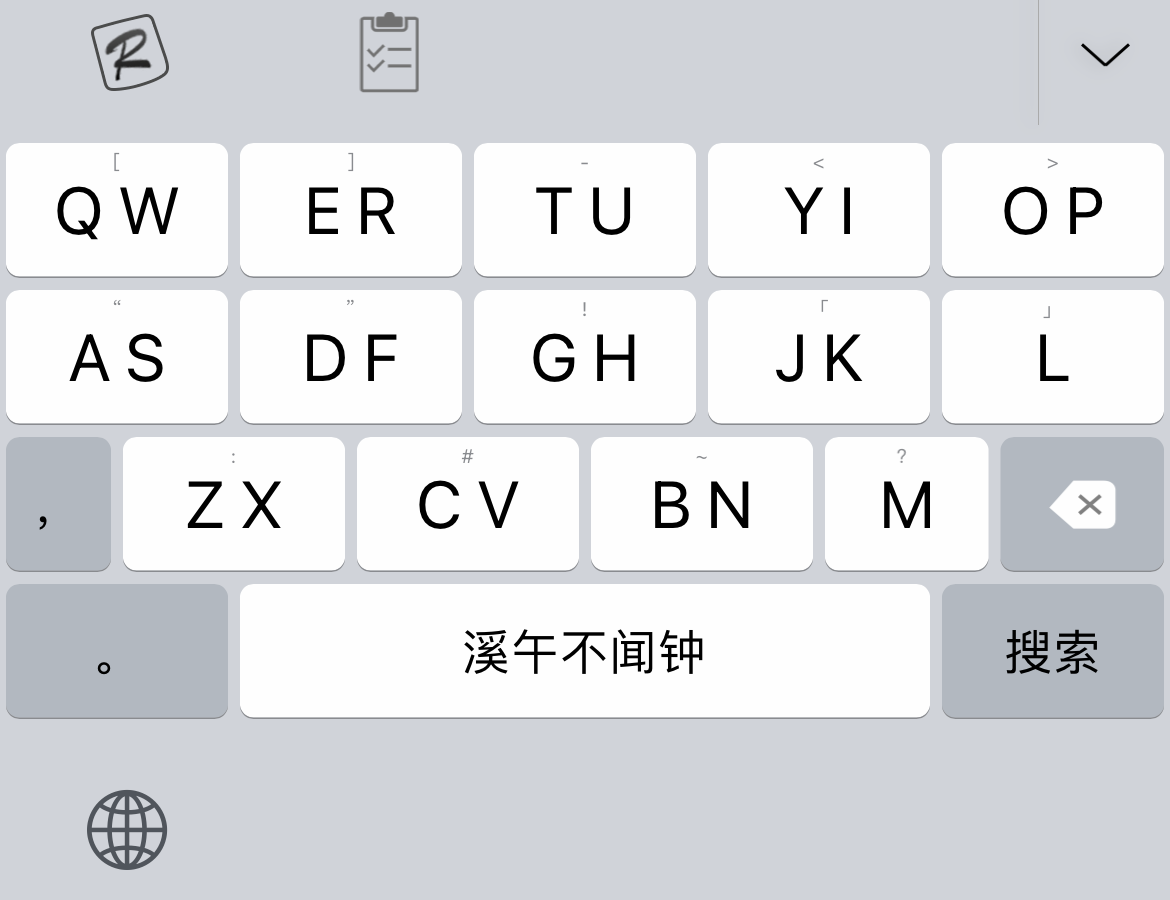 R
[ ] - < >
QW ER TU YI OP
“ ” ! 「 」
AS DF GH JK L
: # ~ ?
， ZX CV BN M
。 溪午不闻钟 搜索